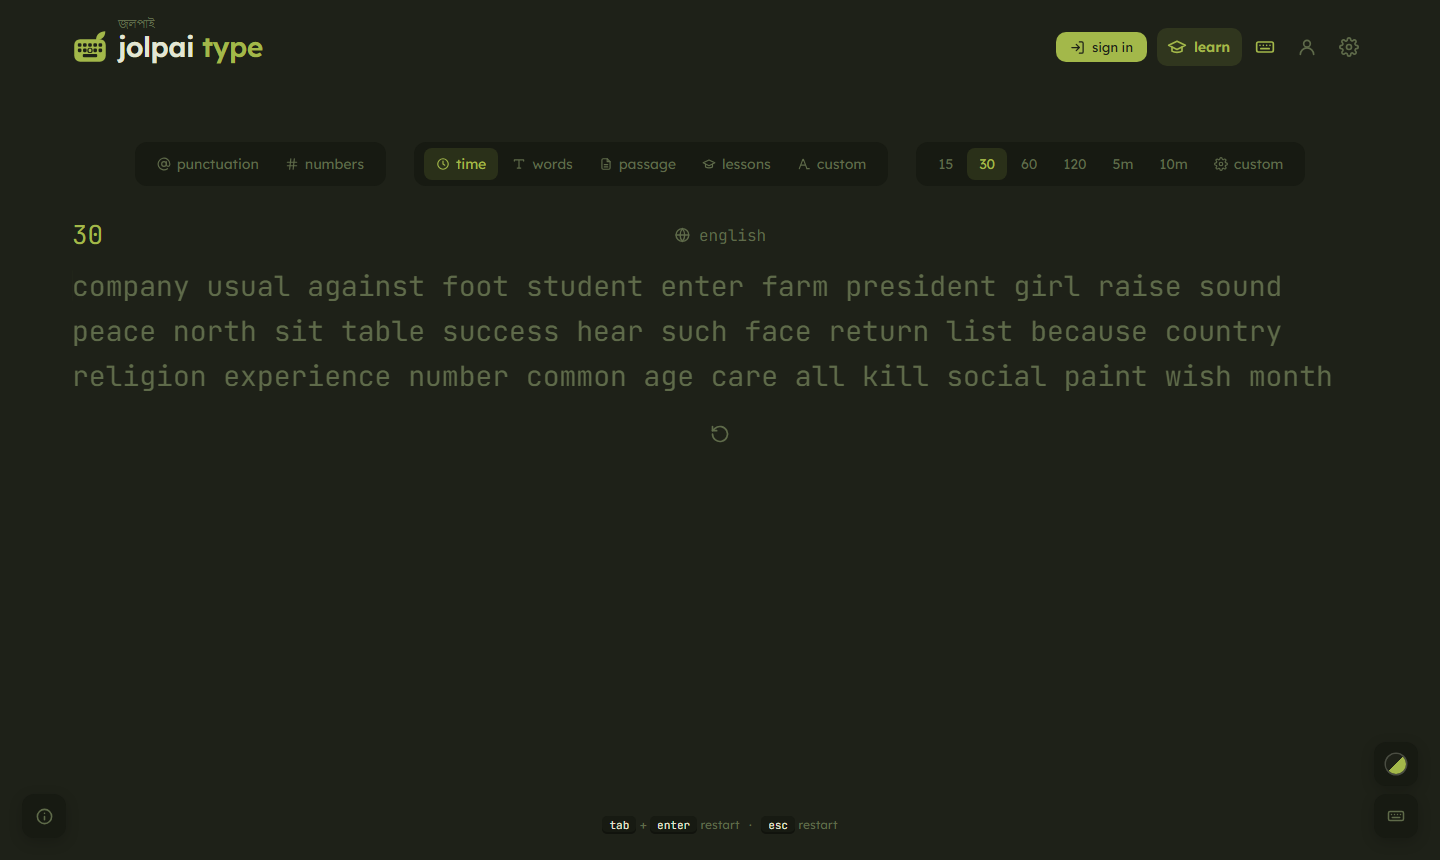 জলপাই
jolpai type
sign in
learn
@ punctuation
# numbers
time
words
passage
lessons
custom
15
30
60
120
5m
10m
custom
30
english
company usual against foot student enter farm president girl raise sound
peace north sit table success hear such face return list because country
religion experience number common age care all kill social paint wish month
tab + enter restart · esc restart